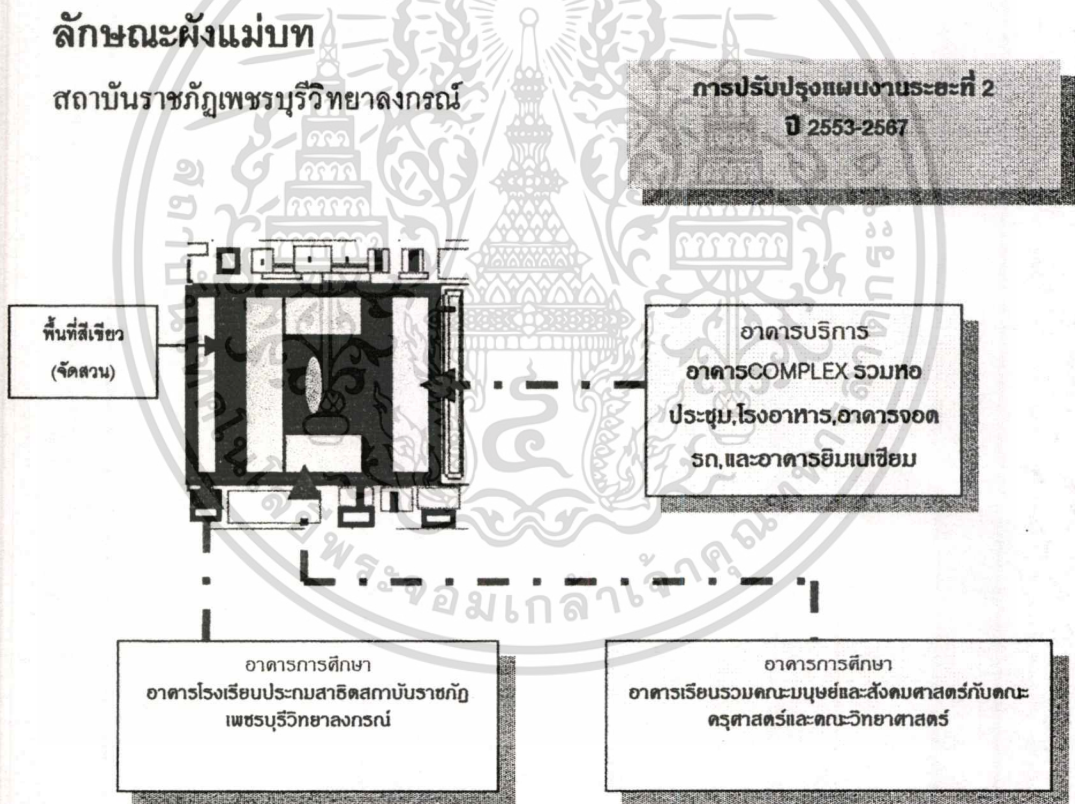 ลักษณะผังแม่บท
สถาบันราชภัฏเพชรบุรีวิทยาลงกรณ์
การปรับปรุงแผนงานระยะที่ 2
ปี 2553-2567
พื้นที่สีเขียว
(จัดสวน)
อาคารบริการ
อาคารCOMPLEX รวมหอ
ประชุม,โรงอาหาร,อาคารจอด
รถ,และอาคารยิมเนเซียม
อาคารการศึกษา
อาคารโรงเรียนประถมสาธิตสถาบันราชภัฏ
เพชรบุรีวิทยาลงกรณ์
อาคารการศึกษา
อาคารเรียนรวมคณะมนุษย์และสังคมศาสตร์กับคณะ
ครุศาสตร์และคณะวิทยาศาสตร์